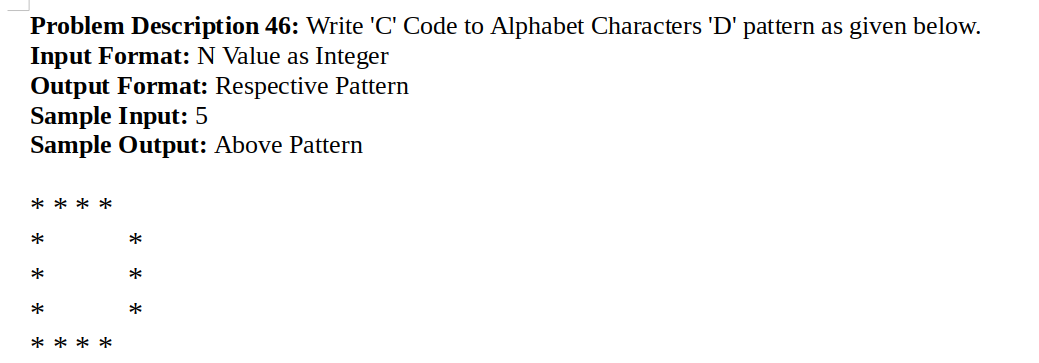 Problem Description 46: Write 'C' Code to Alphabet Characters 'D' pattern as given below.
Input Format: N Value as Integer
Output Format: Respective Pattern
Sample Input: 5
Sample Output: Above Pattern
* * * *
*         *
*         *
*         *
* * * *